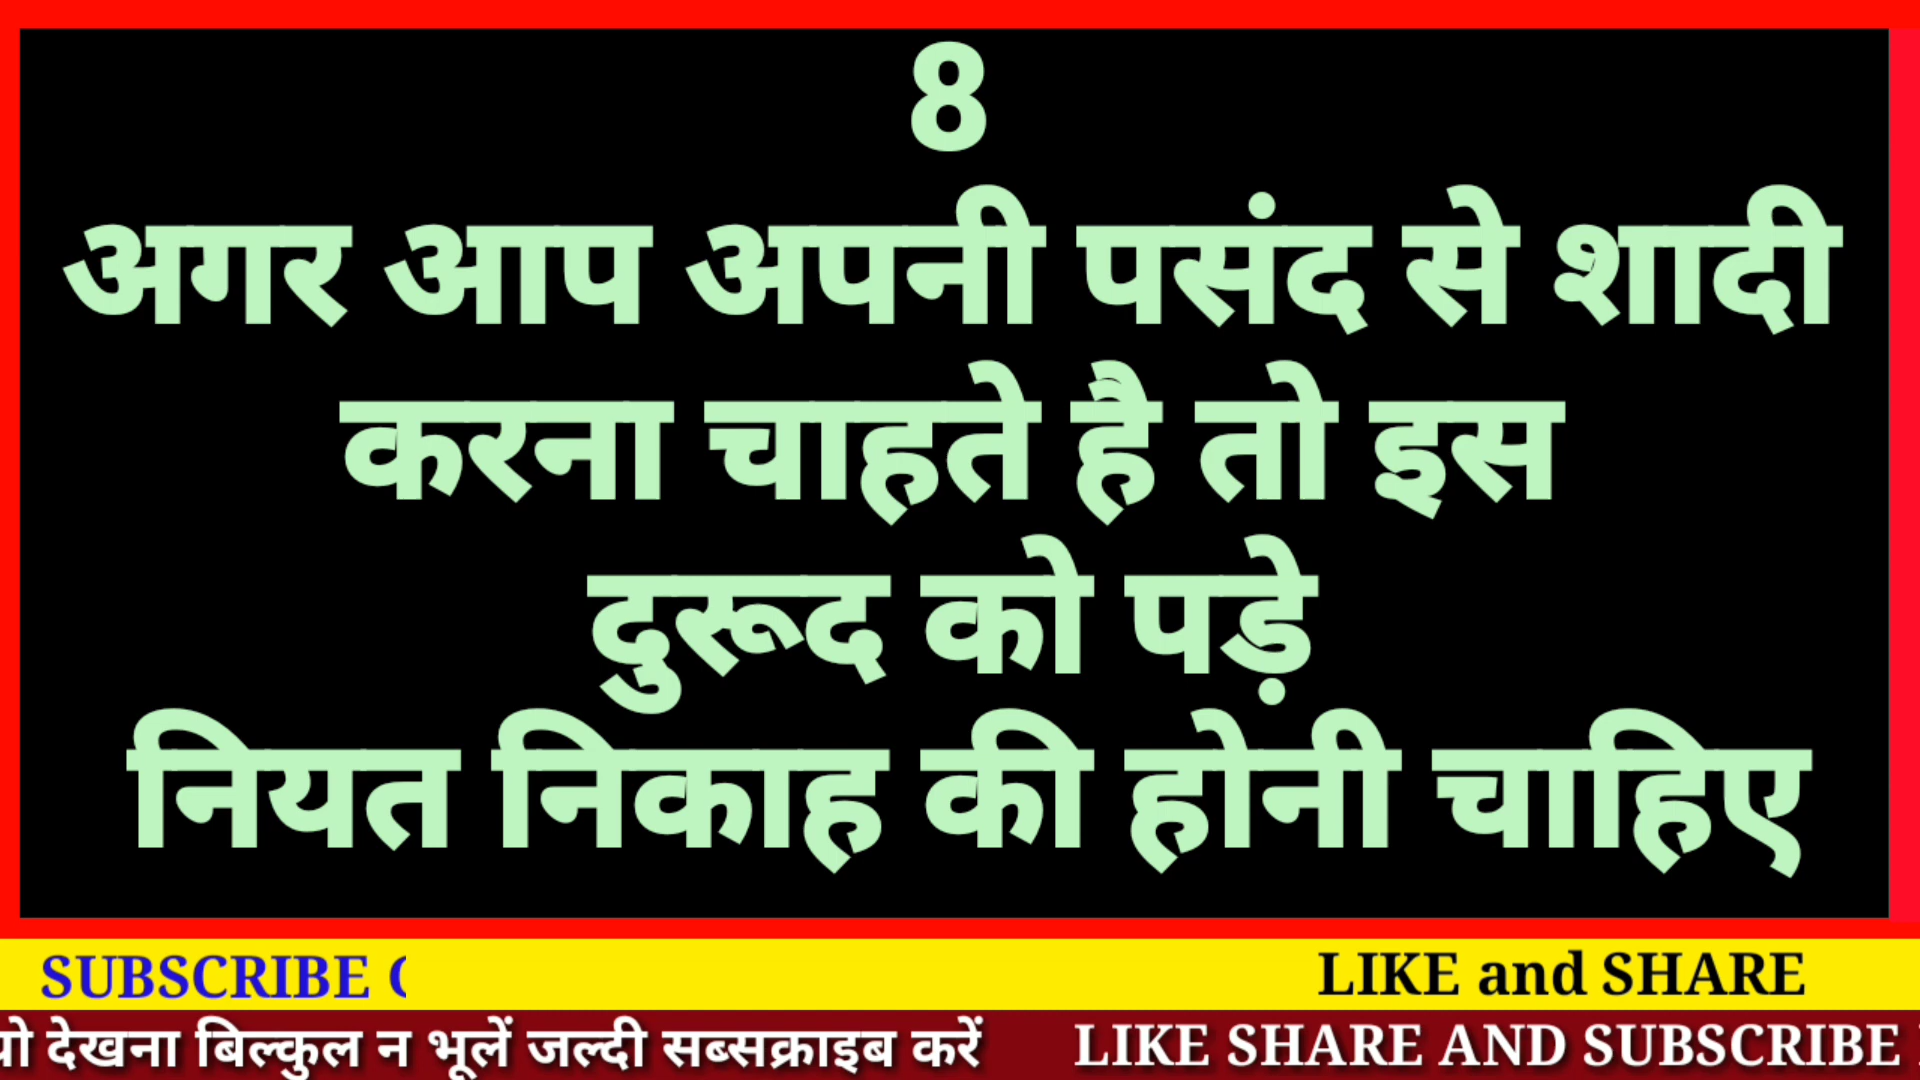 8
अगर आप अपनी पसंद से शादी
करना चाहते है तो इस
दुरूद को पड़े
नियत निकाह की होनी चाहिए
SUBSCRIBE
LIKE and SHARE
देखना बिल्कुल न भूलें जल्दी सब्सक्राइब करें
LIKE SHARE AND SUBSCRIBE